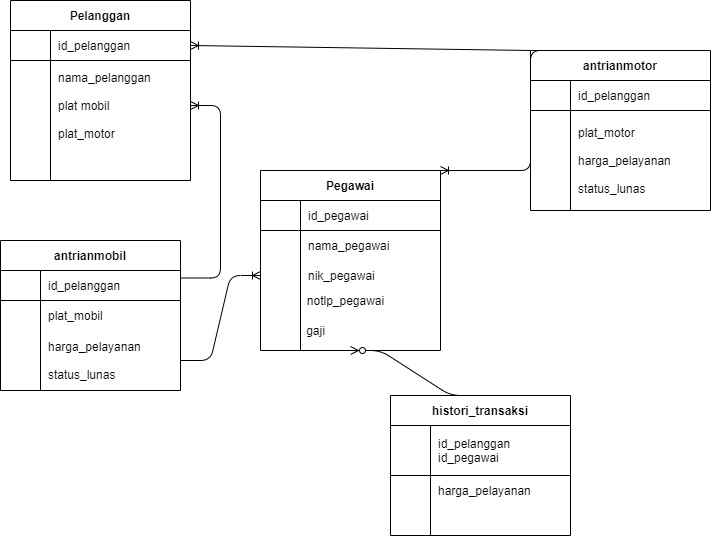 Pelanggan
id_pelanggan
nama_pelanggan
plat mobil
plat_motor
antrianmotor
id_pelanggan
plat_motor
harga_pelayanan
status_lunas
Pegawai
id_pegawai
nama_pegawai
nik_pegawai
notlp_pegawai
gaji
antrianmobil
id_pelanggan
plat_mobil
harga_pelayanan
status_lunas
histori_transaksi
id_pelanggan
id_pegawai
harga_pelayanan